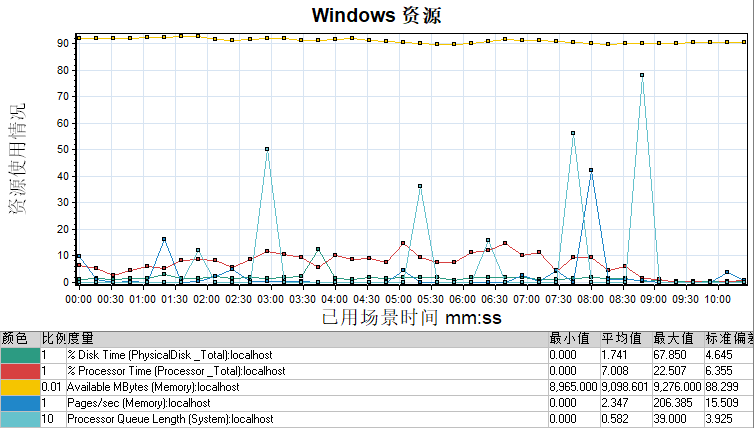 Windows 资源
资源使用情况
90
80
70
60
50
40
30
20
10
0
00:00 00:30 01:00 01:30 02:00 02:30 03:00 03:30 04:00 04:30 05:00 05:30 06:00 06:30 07:00 07:30 08:00 08:30 09:00 09:30 10:00
已用场景时间 mm:ss
颜色 比例 度量 最小值 平均值 最大值 标准偏差
1 % Disk Time (PhysicalDisk _Total):localhost 0.000 1.741 67.850 4.645
1 % Processor Time (Processor _Total):localhost 0.000 7.008 22.507 6.355
0.01 Available MBytes (Memory):localhost 8,965.000 9,098.601 9,276.000 88.299
1 Pages/sec (Memory):localhost 0.000 2.347 206.385 15.509
10 Processor Queue Length (System):localhost 0.000 0.582 39.000 3.925